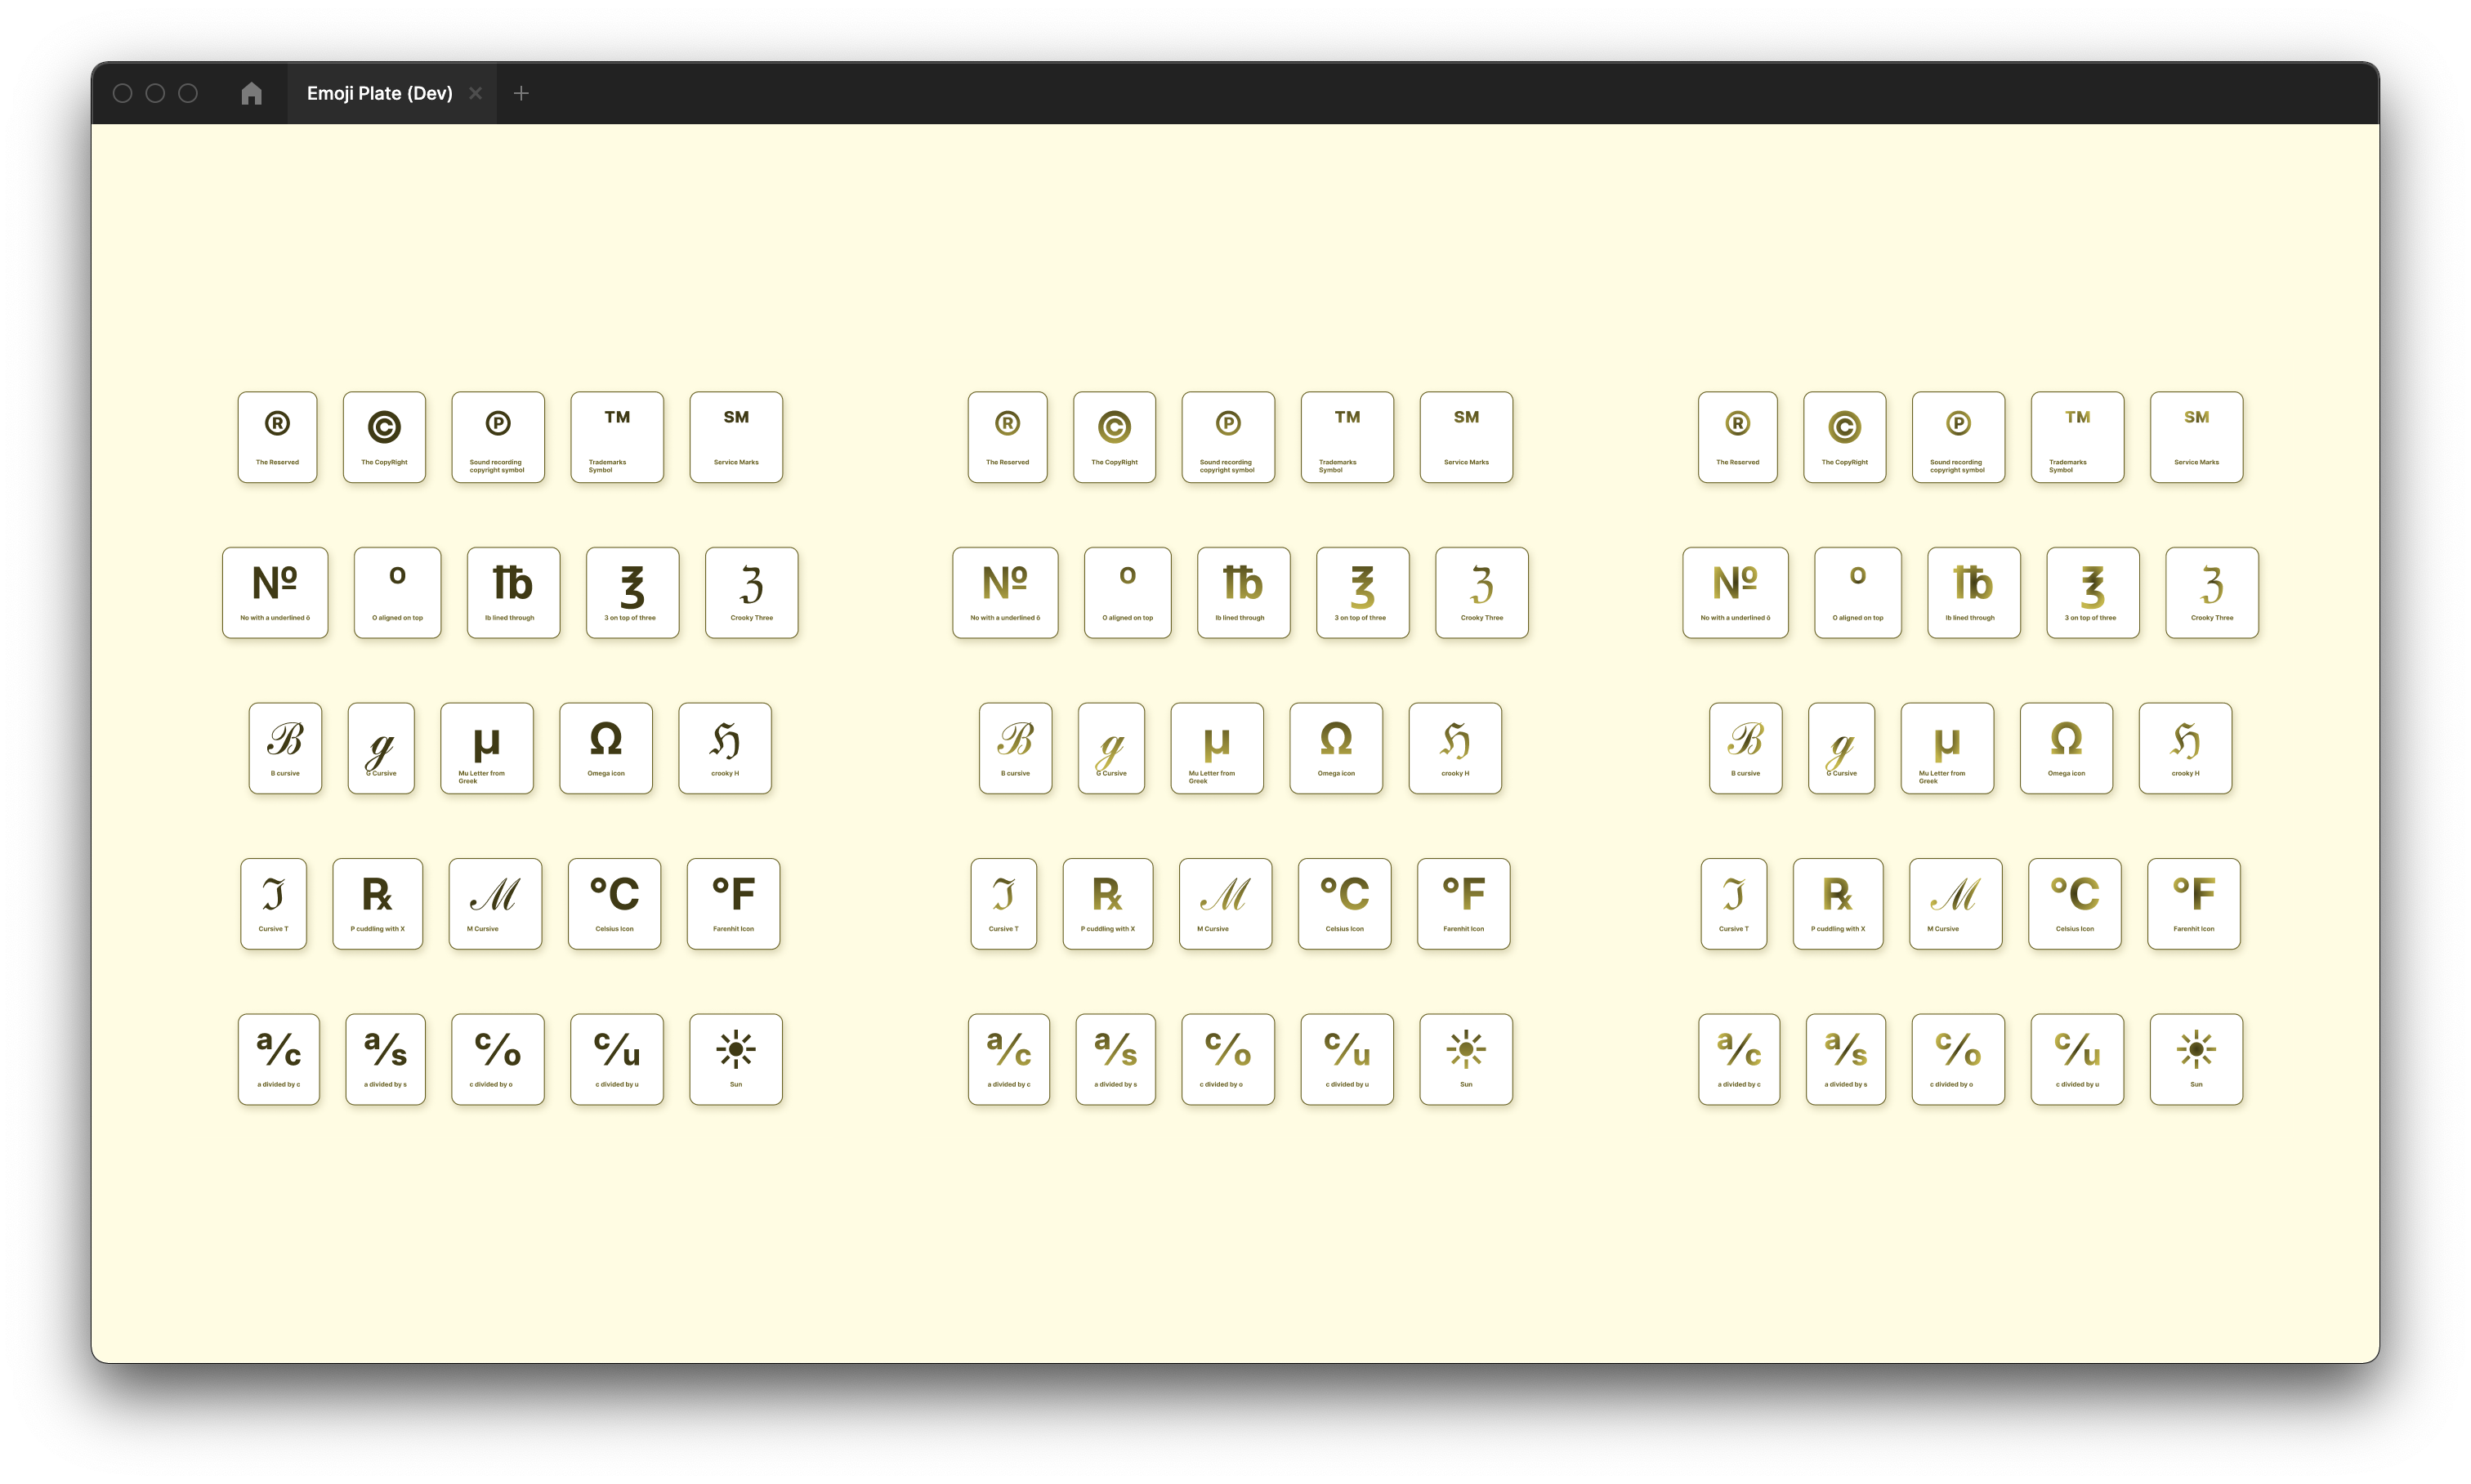 Emoji Plate (Dev)
® © ℗ ™ ℠
The Reserved The CopyRight Sound recording Trademarks Service Marks
copyright symbol Symbol
® © ℗ ™ ℠
The Reserved The CopyRight Sound recording Trademarks Service Marks
copyright symbol Symbol
® © ℗ ™ ℠
The Reserved The CopyRight Sound recording Trademarks Service Marks
copyright symbol Symbol
№ º ℔ ℥ ℨ
No with a underlined ō O aligned on top lb lined through 3 on top of three Crooky Three
№ º ℔ ℥ ℨ
No with a underlined ō O aligned on top lb lined through 3 on top of three Crooky Three
№ º ℔ ℥ ℨ
No with a underlined ō O aligned on top lb lined through 3 on top of three Crooky Three
ℬ ℊ µ Ω ℌ
B cursive G Cursive Mu Letter from Omega icon crooky H
Greek
ℬ ℊ µ Ω ℌ
B cursive G Cursive Mu Letter from Omega icon crooky H
Greek
ℬ ℊ µ Ω ℌ
B cursive G Cursive Mu Letter from Omega icon crooky H
Greek
ℑ ℞ ℳ ℃ ℉
Cursive T P cuddling with X M Cursive Celsius Icon Farenhit Icon
ℑ ℞ ℳ ℃ ℉
Cursive T P cuddling with X M Cursive Celsius Icon Farenhit Icon
ℑ ℞ ℳ ℃ ℉
Cursive T P cuddling with X M Cursive Celsius Icon Farenhit Icon
℀ ℁ ℅ ℆ ☀
a divided by c a divided by s c divided by o c divided by u Sun
℀ ℁ ℅ ℆ ☀
a divided by c a divided by s c divided by o c divided by u Sun
℀ ℁ ℅ ℆ ☀
a divided by c a divided by s c divided by o c divided by u Sun